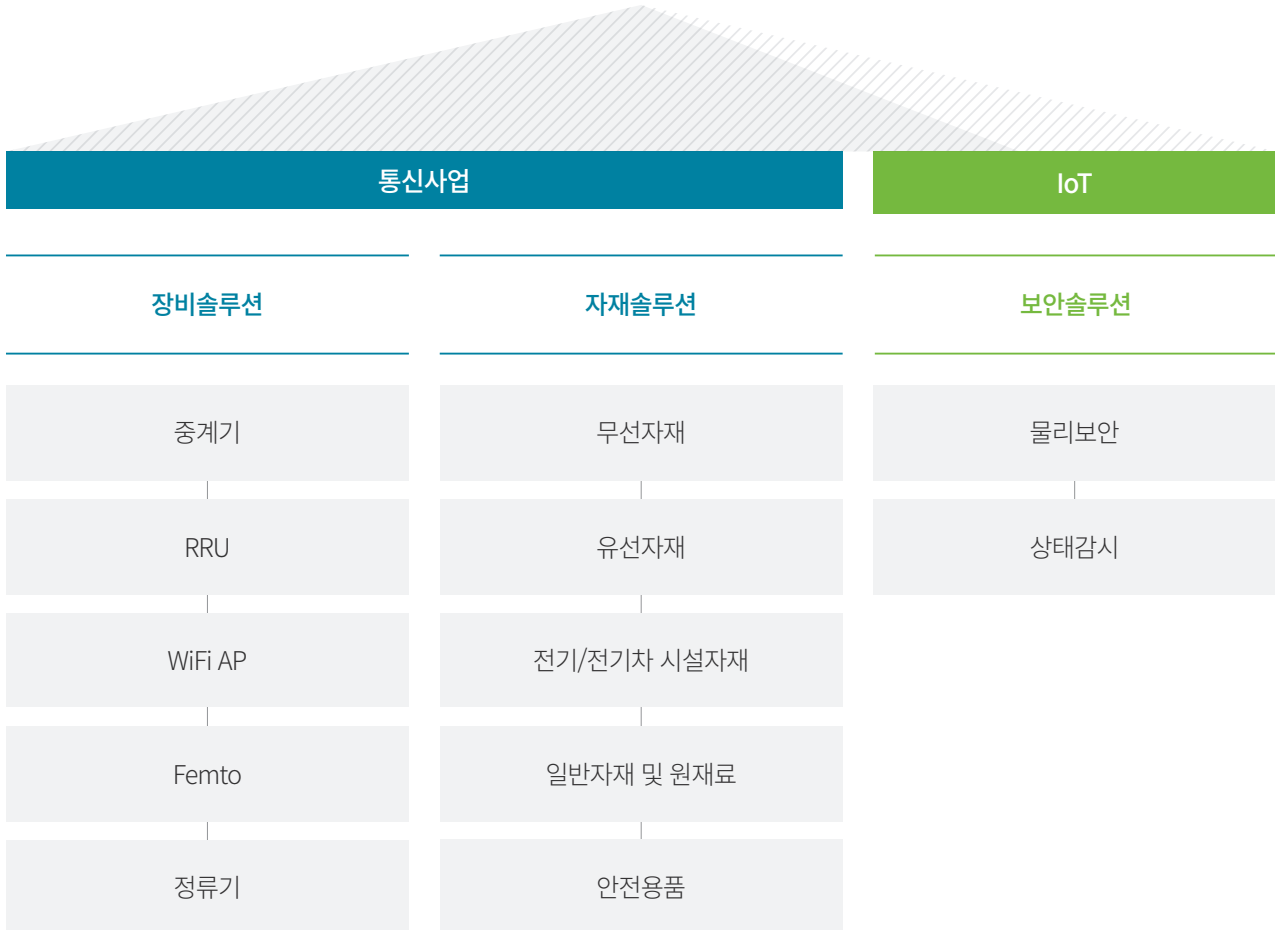 통신사업
IoT
장비솔루션
자재솔루션
보안솔루션
중계기
무선자재
물리보안
RRU
유선자재
상태감시
WiFi AP
전기/전기차 시설자재
Femto
일반자재 및 원재료
정류기
안전용품